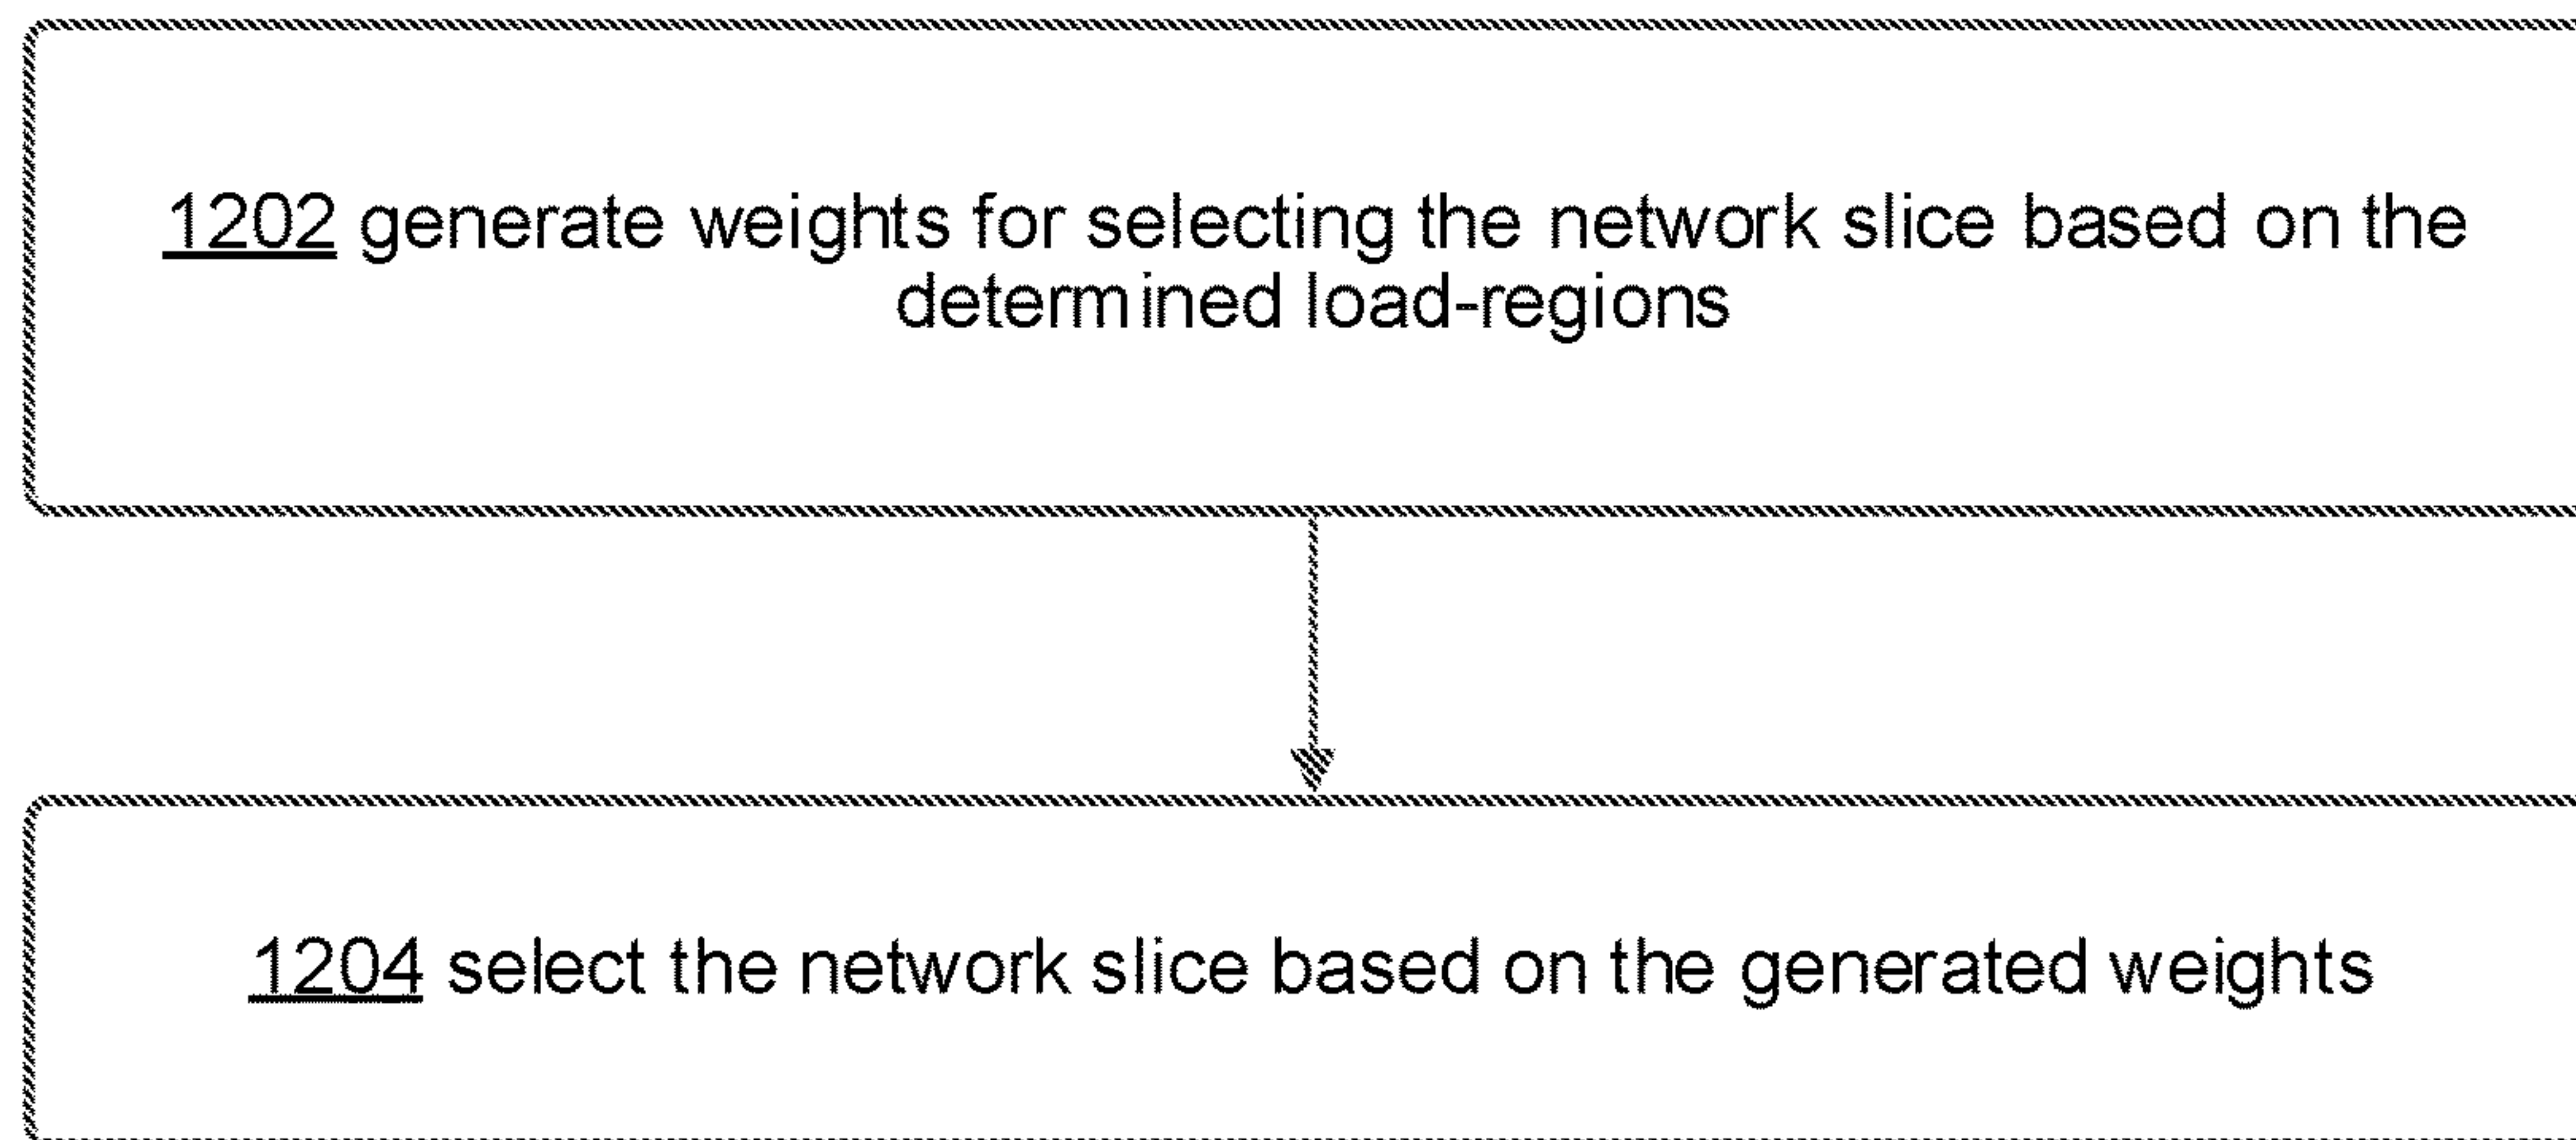 1202 generate weights for selecting the network slice based on the
determined load-regions
1204 select the network slice based on the generated weights